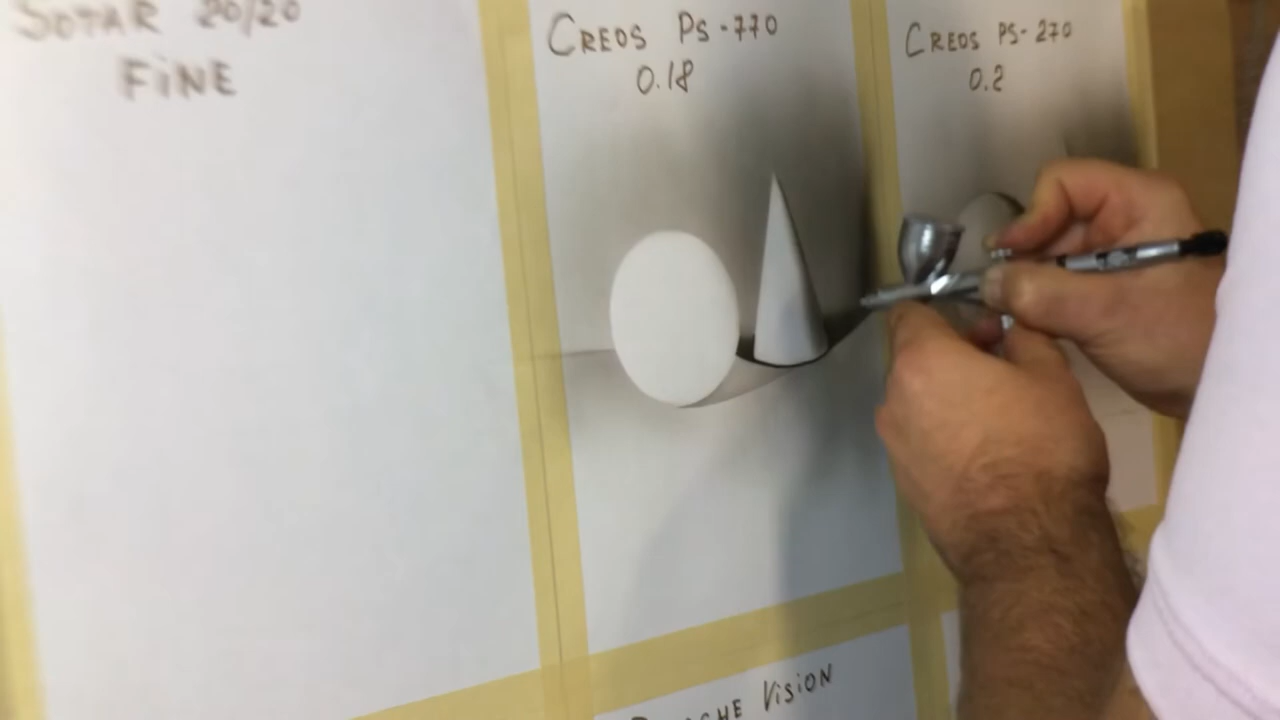 SOTAR 20/20
FINE
CREOS PS-770
0.18
CREOS PS-270
0.2
VISION